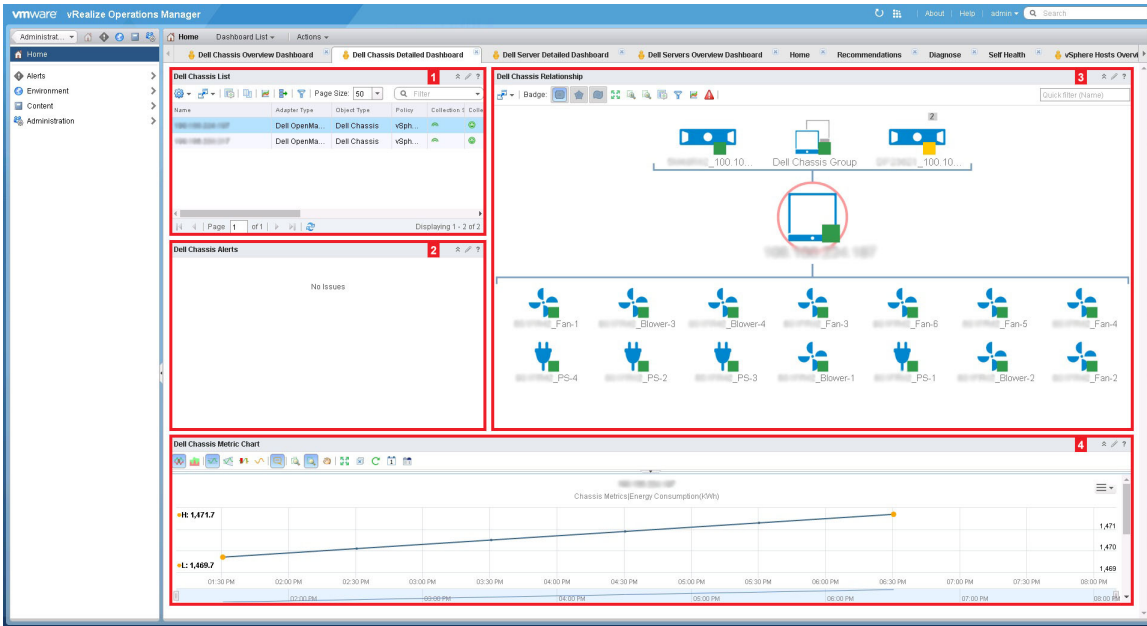 vmware vRealize Operations Manager
About Help admin Search
Administrat...
Home Dashboard List Actions
Home
Alerts
Environment
Content
Administration
Dell Chassis Overview Dashboard Dell Chassis Detailed Dashboard Dell Server Detailed Dashboard Dell Servers Overview Dashboard Home Recommendations Diagnose Self Health vSphere Hosts Overvi
Dell Chassis List 1
Page Size: 50 Filter
Name Adapter Type Object Type Policy Collection S Colle
Dell OpenMa... Dell Chassis vSph...
Dell OpenMa... Dell Chassis vSph...
Page 1 of 1 Displaying 1 - 2 of 2
Dell Chassis Alerts 2
No Issues
Dell Chassis Relationship 3
Badge: Quick filter (Name)
2
_100.10... Dell Chassis Group _100.10...
_Fan-1 _Blower-3 _Blower-4 _Fan-3 _Fan-6 _Fan-5 _Fan-4
_PS-4 _PS-2 _PS-3 _Blower-1 _PS-1 _Blower-2 _Fan-2
Dell Chassis Metric Chart 4
Chassis Metrics|Energy Consumption(kWh)
H: 1,471.7
L: 1,469.7
1,471
1,470
1,469
01:30 PM 02:00 PM 02:30 PM 03:00 PM 03:30 PM 04:00 PM 04:30 PM 05:00 PM 05:30 PM 06:00 PM 06:30 PM 07:00 PM 07:30 PM 08:00 PM
02:00 PM 03:00 PM 04:00 PM 05:00 PM 06:00 PM 07:00 PM 08:00 PM